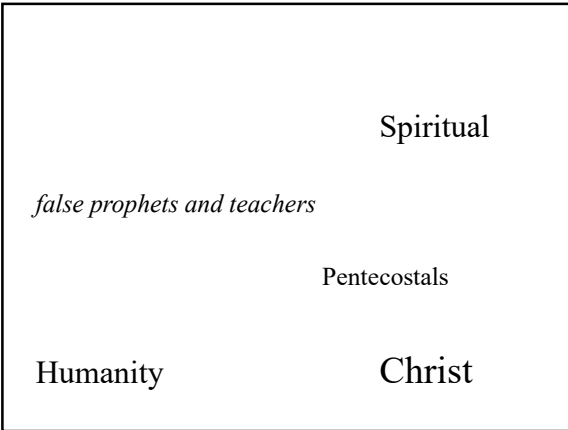 Spiritual
false prophets and teachers
Pentecostals
Humanity
Christ